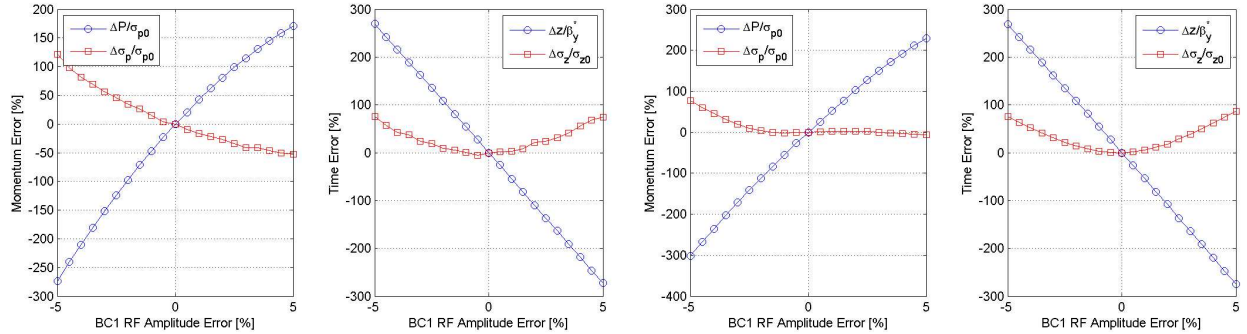 200
150
100
50
0
-50
-100
-150
-200
-250
-300
-5
0
5
Momentum Error [%]
BC1 RF Amplitude Error [%]
ΔP/σp0
Δσp/σp0
300
200
100
0
-100
-200
-300
-5
0
5
Time Error [%]
BC1 RF Amplitude Error [%]
Δz/βy*
Δσz/σz0
300
200
100
0
-100
-200
-300
-400
-5
0
5
Momentum Error [%]
BC1 RF Amplitude Error [%]
ΔP/σp0
Δσp/σp0
300
200
100
0
-100
-200
-300
-5
0
5
Time Error [%]
BC1 RF Amplitude Error [%]
Δz/βy*
Δσz/σz0